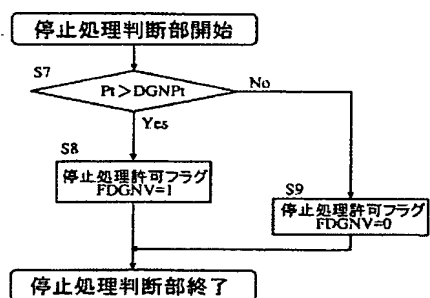 停止処理判断部開始
S7
Pt＞DGNPt
No
Yes
S8
停止処理許可フラグ
FDGNV=1
S9
停止処理許可フラグ
FDGNV=0
停止処理判断部終了